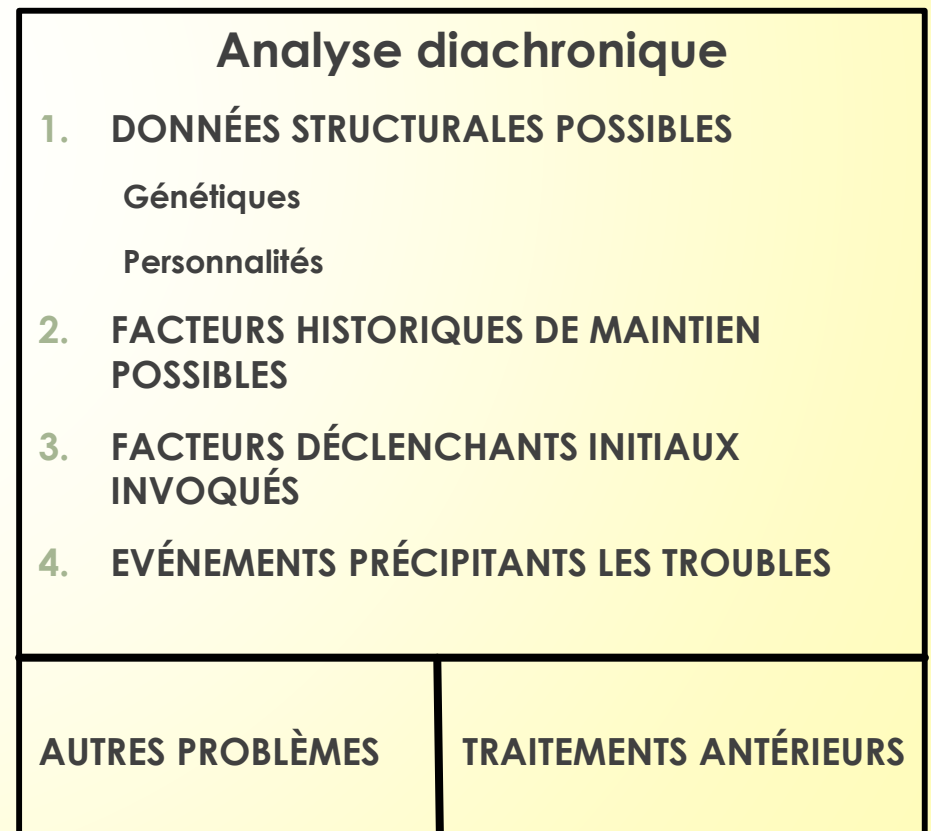 Analyse diachronique
1. DONNÉES STRUCTURALES POSSIBLES
Génétiques
Personnalités
2. FACTEURS HISTORIQUES DE MAINTIEN
POSSIBLES
3. FACTEURS DÉCLENCHANTS INITIAUX
INVOQUÉS
4. EVÉNEMENTS PRÉCIPITANTS LES TROUBLES
AUTRES PROBLÈMES
TRAITEMENTS ANTÉRIEURS